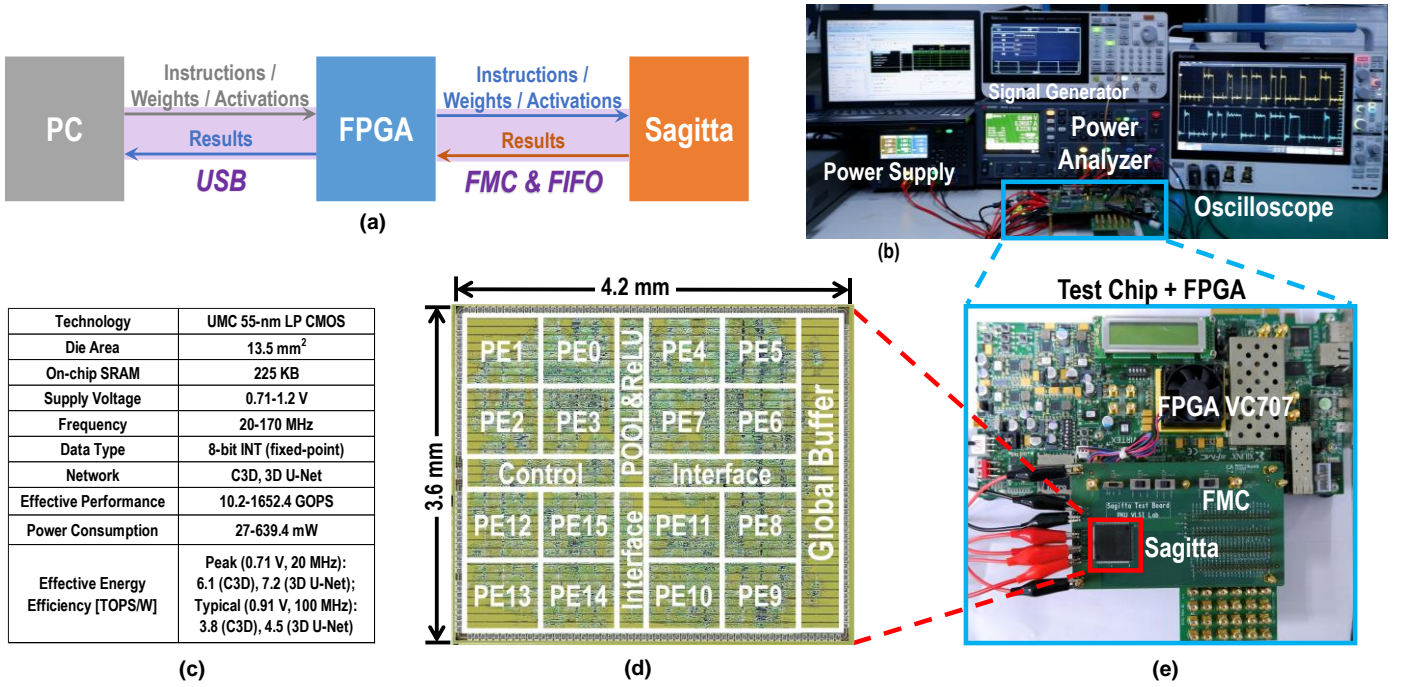 PC
Instructions /
Weights / Activations
Results
USB
FPGA
Instructions /
Weights / Activations
Results
FMC & FIFO
Sagitta
(a)
Signal Generator
Power
Analyzer
Power Supply
Oscilloscope
(b)
Technology UMC 55-nm LP CMOS
Die Area 13.5 mm²
On-chip SRAM 225 KB
Supply Voltage 0.71-1.2 V
Frequency 20-170 MHz
Data Type 8-bit INT (fixed-point)
Network C3D, 3D U-Net
Effective Performance 10.2-1652.4 GOPS
Power Consumption 27-639.4 mW
Effective Energy
Efficiency [TOPS/W]
Peak (0.71 V, 20 MHz):
6.1 (C3D), 7.2 (3D U-Net);
Typical (0.91 V, 100 MHz):
3.8 (C3D), 4.5 (3D U-Net)
(c)
4.2 mm
3.6 mm
PE1 PE0 PE4 PE5
PE2 PE3 PE7 PE6
POOL&ReLU
Control Interface
PE12 PE15 PE11 PE8
PE13 PE14 PE10 PE9
Interface
Global Buffer
(d)
Test Chip + FPGA
FPGA VC707
FMC
Sagitta Test Board
PKU VLSI Lab
Sagitta
(e)